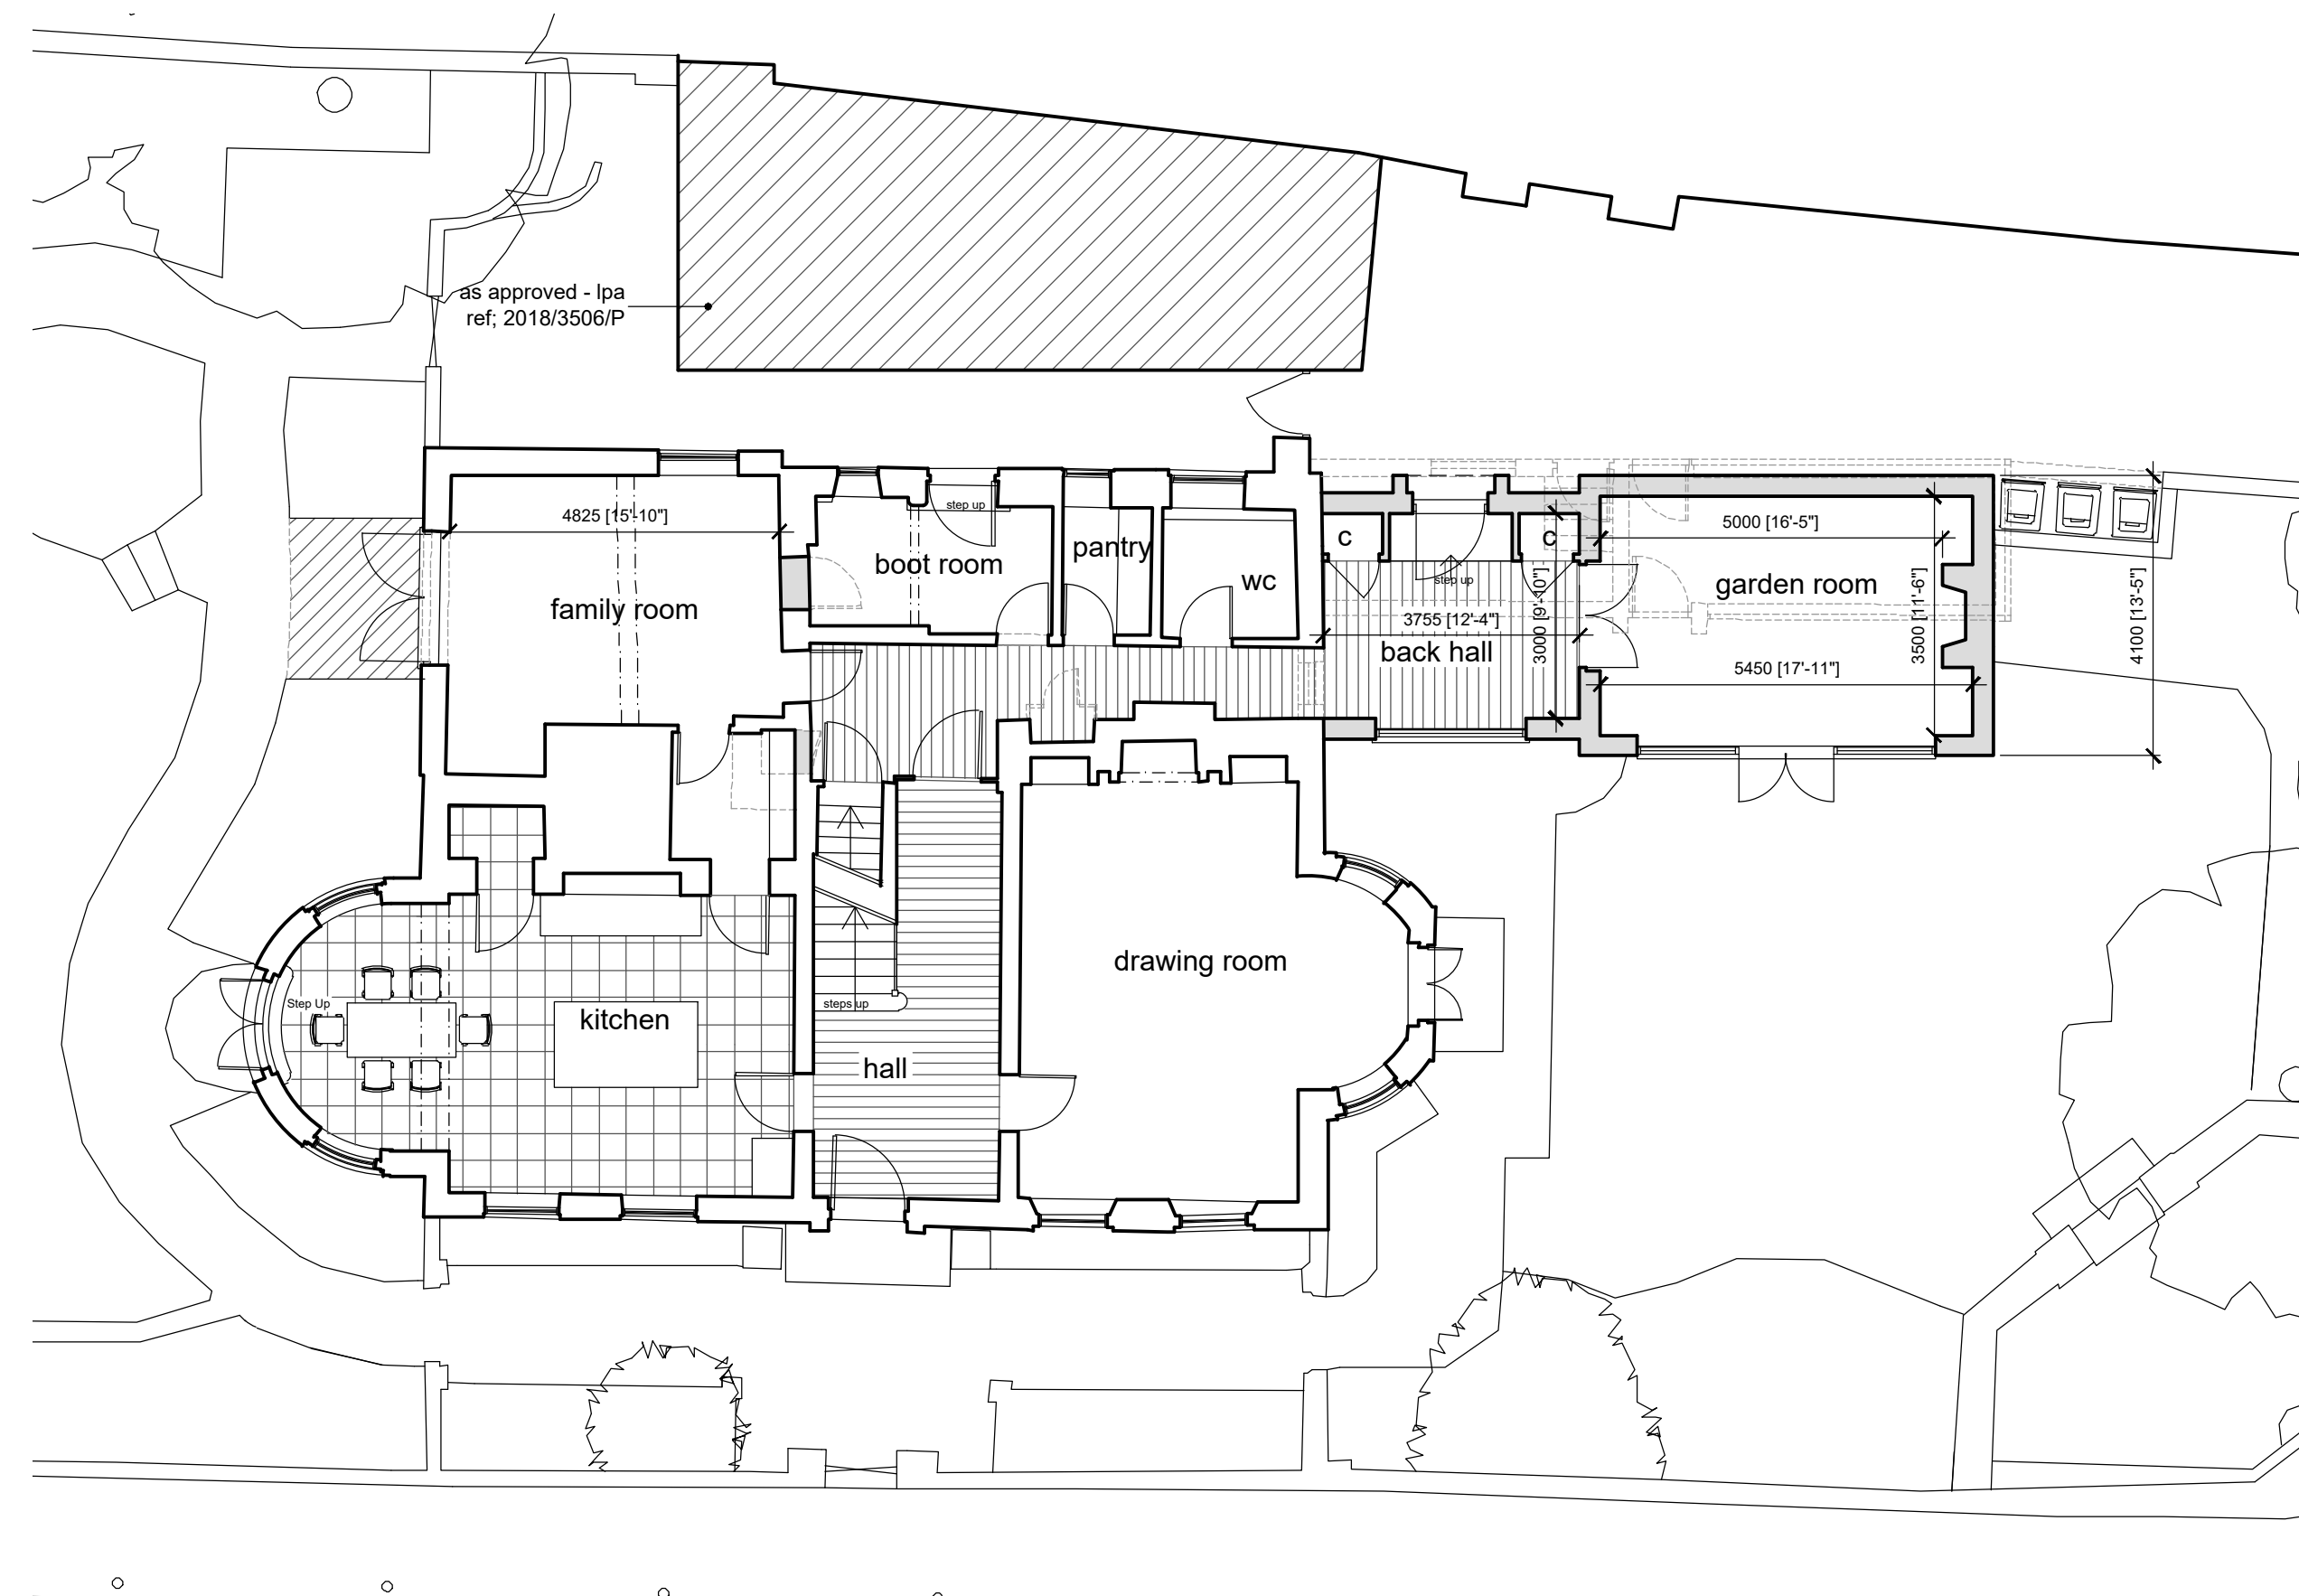 as approved - lpa
ref; 2018/3506/P
4825 [15'-10"]
step up
boot room
pantry
wc
family room
c
c
step up
3755 [12'-4"]
3000 [9'-10"]
back hall
5000 [16'-5"]
garden room
3500 [11'-6"]
5450 [17'-11"]
4100 [13'-5"]
drawing room
Step Up
kitchen
steps up
hall